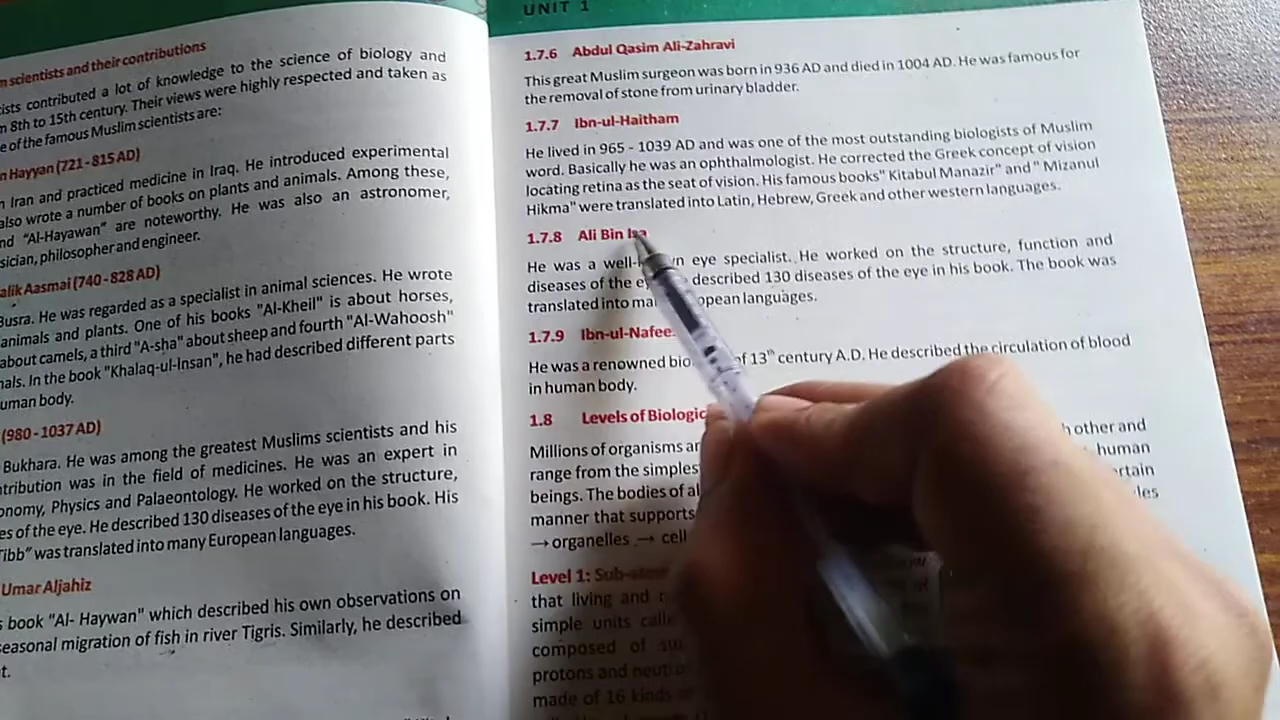 n scientists and their contributions
ists contributed a lot of knowledge to the science of biology and
m 8th to 15th century. Their views were highly respected and taken as
e of the famous Muslim scientists are:
n Hayyan (721 - 815 AD)
n Iran and practiced medicine in Iraq. He introduced experimental
also wrote a number of books on plants and animals. Among these,
nd "Al-Hayawan" are noteworthy. He was also an astronomer,
sician, philosopher and engineer.
alik Aasmai (740 - 828 AD)
Busra. He was regarded as a specialist in animal sciences. He wrote
animals and plants. One of his books "Al-Kheil" is about horses,
about camels, a third "A-sha" about sheep and fourth "Al-Wahoosh"
nals. In the book "Khalaq-ul-Insan", he had described different parts
uman body.
(980 - 1037 AD)
Bukhara. He was among the greatest Muslims scientists and his
ntribution was in the field of medicines. He was an expert in
onomy, Physics and Palaeontology. He worked on the structure,
es of the eye. He described 130 diseases of the eye in his book. His
Tibb" was translated into many European languages.
Umar Aljahiz
s book "Al- Haywan" which described his own observations on
seasonal migration of fish in river Tigris. Similarly, he described
t.
UNIT 1
1.7.6 Abdul Qasim Ali-Zahravi
This great Muslim surgeon was born in 936 AD and died in 1004 AD. He was famous for
the removal of stone from urinary bladder.
1.7.7 Ibn-ul-Haitham
He lived in 965 - 1039 AD and was one of the most outstanding biologists of Muslim
word. Basically he was an ophthalmologist. He corrected the Greek concept of vision
locating retina as the seat of vision. His famous books" Kitabul Manazir" and " Mizanul
Hikma" were translated into Latin, Hebrew, Greek and other western languages.
1.7.8 Ali Bin Isa
He was a well- n eye specialist. He worked on the structure, function and
diseases of the ey described 130 diseases of the eye in his book. The book was
translated into ma opean languages.
1.7.9 Ibn-ul-Nafee
He was a renowned bio of 13th century A.D. He described the circulation of blood
in human body.
1.8 Levels of Biologic
Millions of organisms ar h other and
range from the simples human
beings. The bodies of al rtain
manner that supports les
→ organelles → cell
Level 1: Sub-atom
that living and n
simple units calle
composed of su
protons and neutro
made of 16 kinds